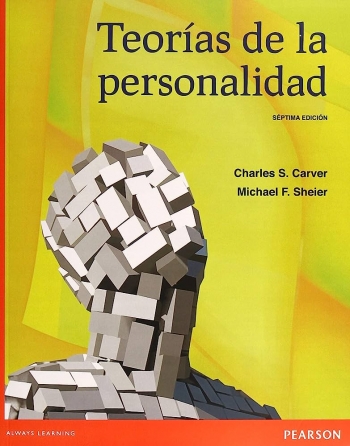 Teorías de la
personalidad
SÉPTIMA EDICIÓN
Charles S. Carver
Michael F. Sheier
ALWAYS LEARNING
PEARSON